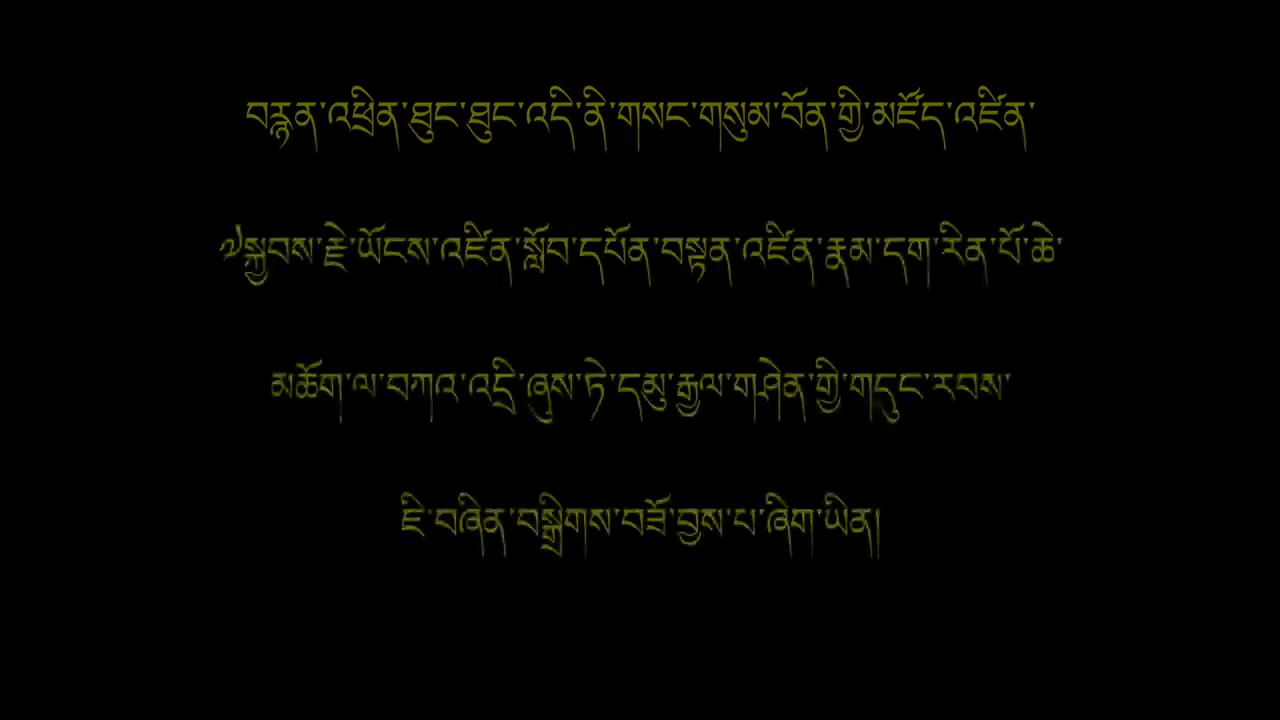 བརྙན་འཕྲིན་ཐུང་ཐུང་འདི་ནི་གསང་གསུམ་བོན་གྱི་མཛོད་འཛིན་
༧སྐྱབས་རྗེ་ཡོངས་འཛིན་སློབ་དཔོན་བསྟན་འཛིན་རྣམ་དག་རིན་པོ་ཆེ་
མཆོག་ལ་བཀའ་འདྲི་ཞུས་ཏེ་དམུ་རྒྱལ་གཤེན་གྱི་གདུང་རབས་
ཇི་བཞིན་བསྒྲིགས་བཟོ་བྱས་པ་ཞིག་ཡིན།